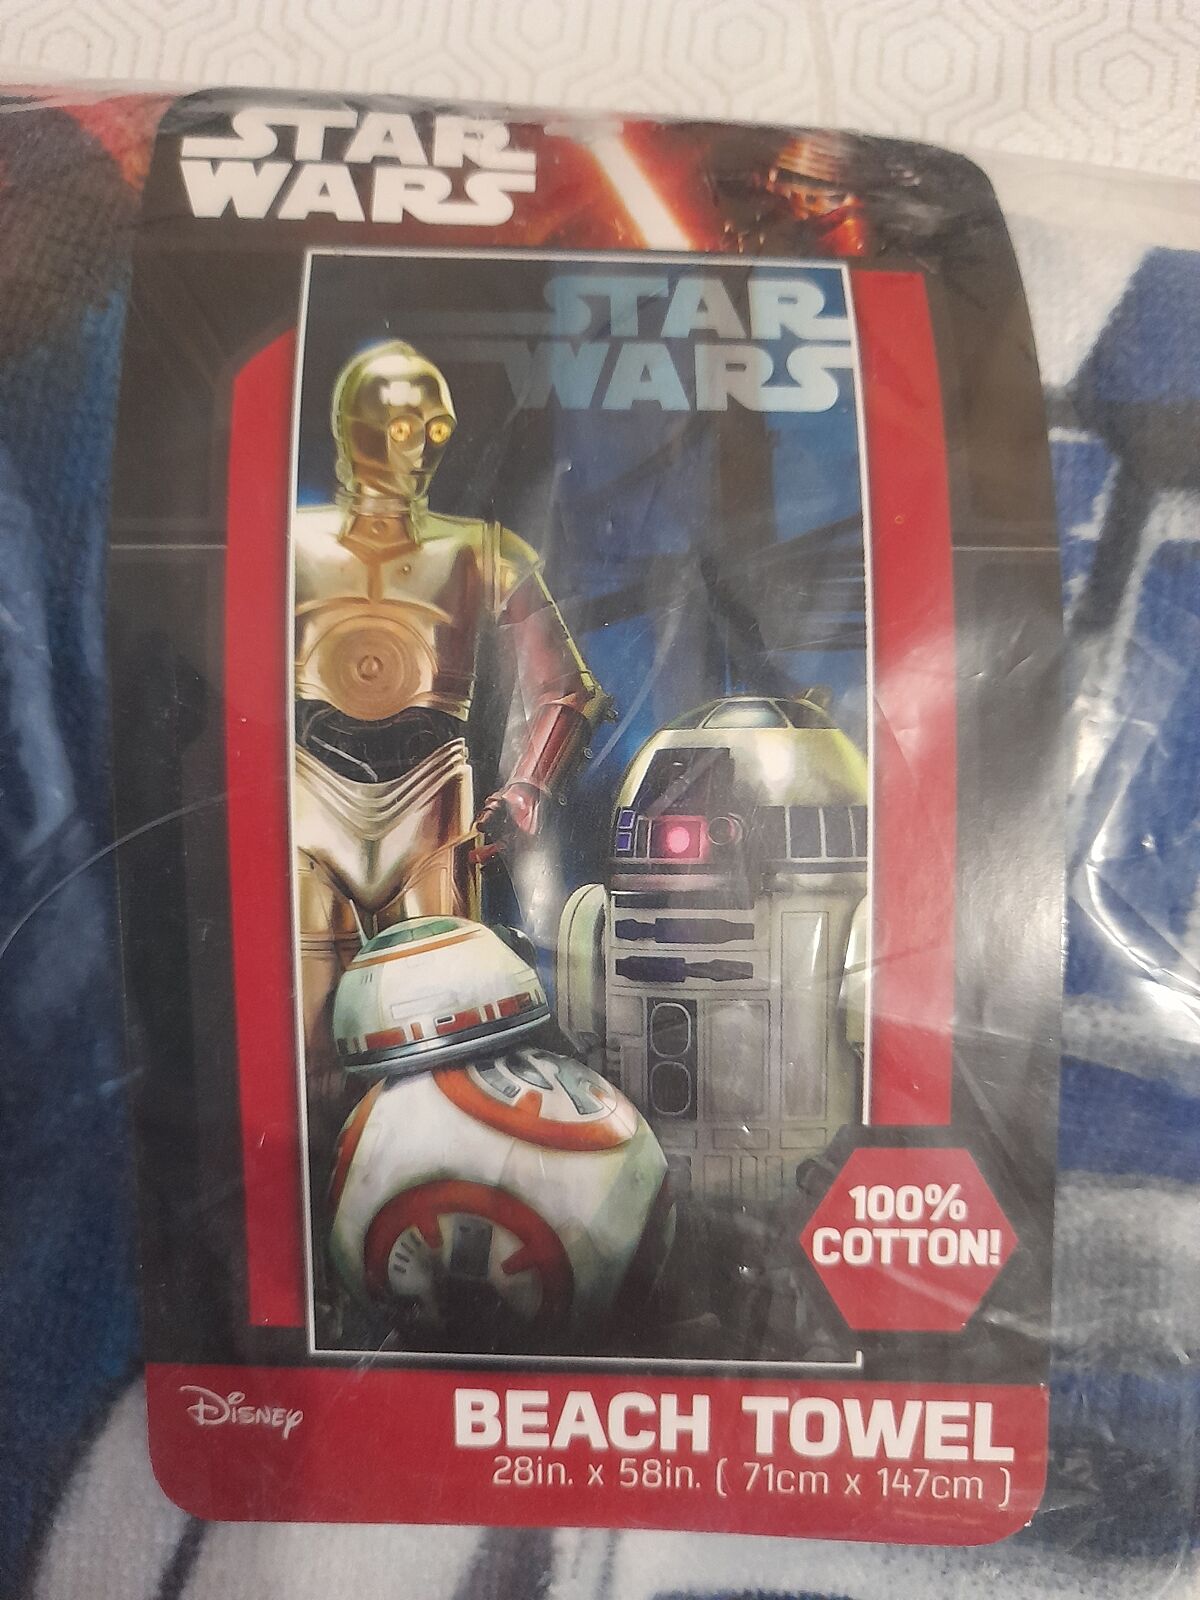 STAR
WARS
STAR
WARS
100%
COTTON!
Disney
BEACH TOWEL
28in. x 58in. ( 71cm x 147cm )